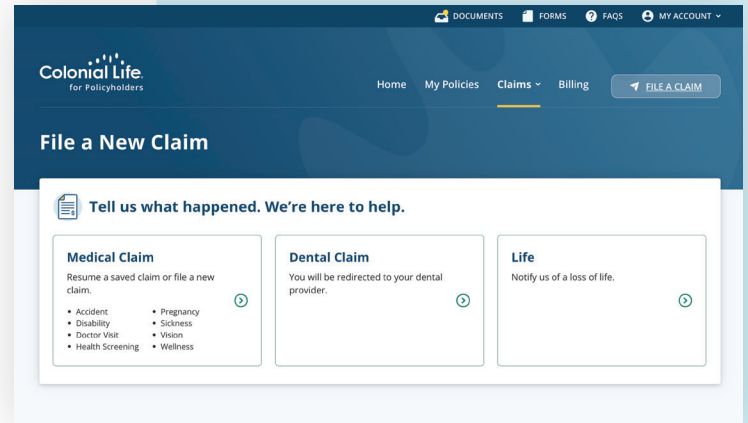 DOCUMENTS FORMS FAQS MY ACCOUNT
Colonial Life.
for Policyholders
Home My Policies Claims Billing FILE A CLAIM
File a New Claim
Tell us what happened. We're here to help.
Medical Claim
Resume a saved claim or file a new
claim.
• Accident
• Disability
• Doctor Visit
• Health Screening
• Pregnancy
• Sickness
• Vision
• Wellness
Dental Claim
You will be redirected to your dental
provider.
Life
Notify us of a loss of life.